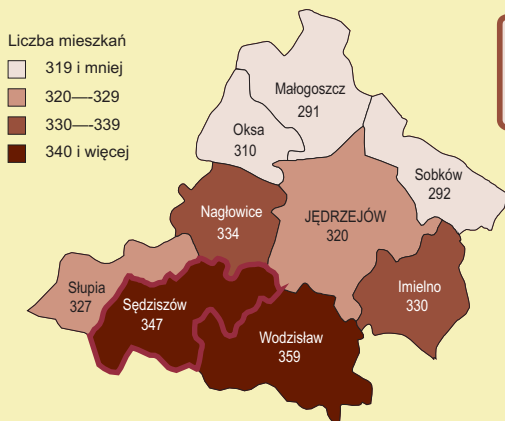 Liczba mieszkań
319 i mniej
320—-329
330—-339
340 i więcej
Małogoszcz
291
Oksa
310
Sobków
292
Nagłowice
334
JĘDRZEJÓW
320
Słupia
327
Sędziszów
347
Imielno
330
Wodzisław
359